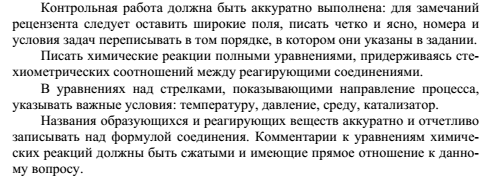 Контрольная работа должна быть аккуратно выполнена: для замечаний
рецензента следует оставить широкие поля, писать четко и ясно, номера и
условия задач переписывать в том порядке, в котором они указаны в задании.
Писать химические реакции полными уравнениями, придерживаясь сте-
хиометрических соотношений между реагирующими соединениями.
В уравнениях над стрелками, показывающими направление процесса,
указывать важные условия: температуру, давление, среду, катализатор.
Названия образующихся и реагирующих веществ аккуратно и отчетливо
записывать над формулой соединения. Комментарии к уравнениям химиче-
ских реакций должны быть сжатыми и имеющие прямое отношение к данно-
му вопросу.